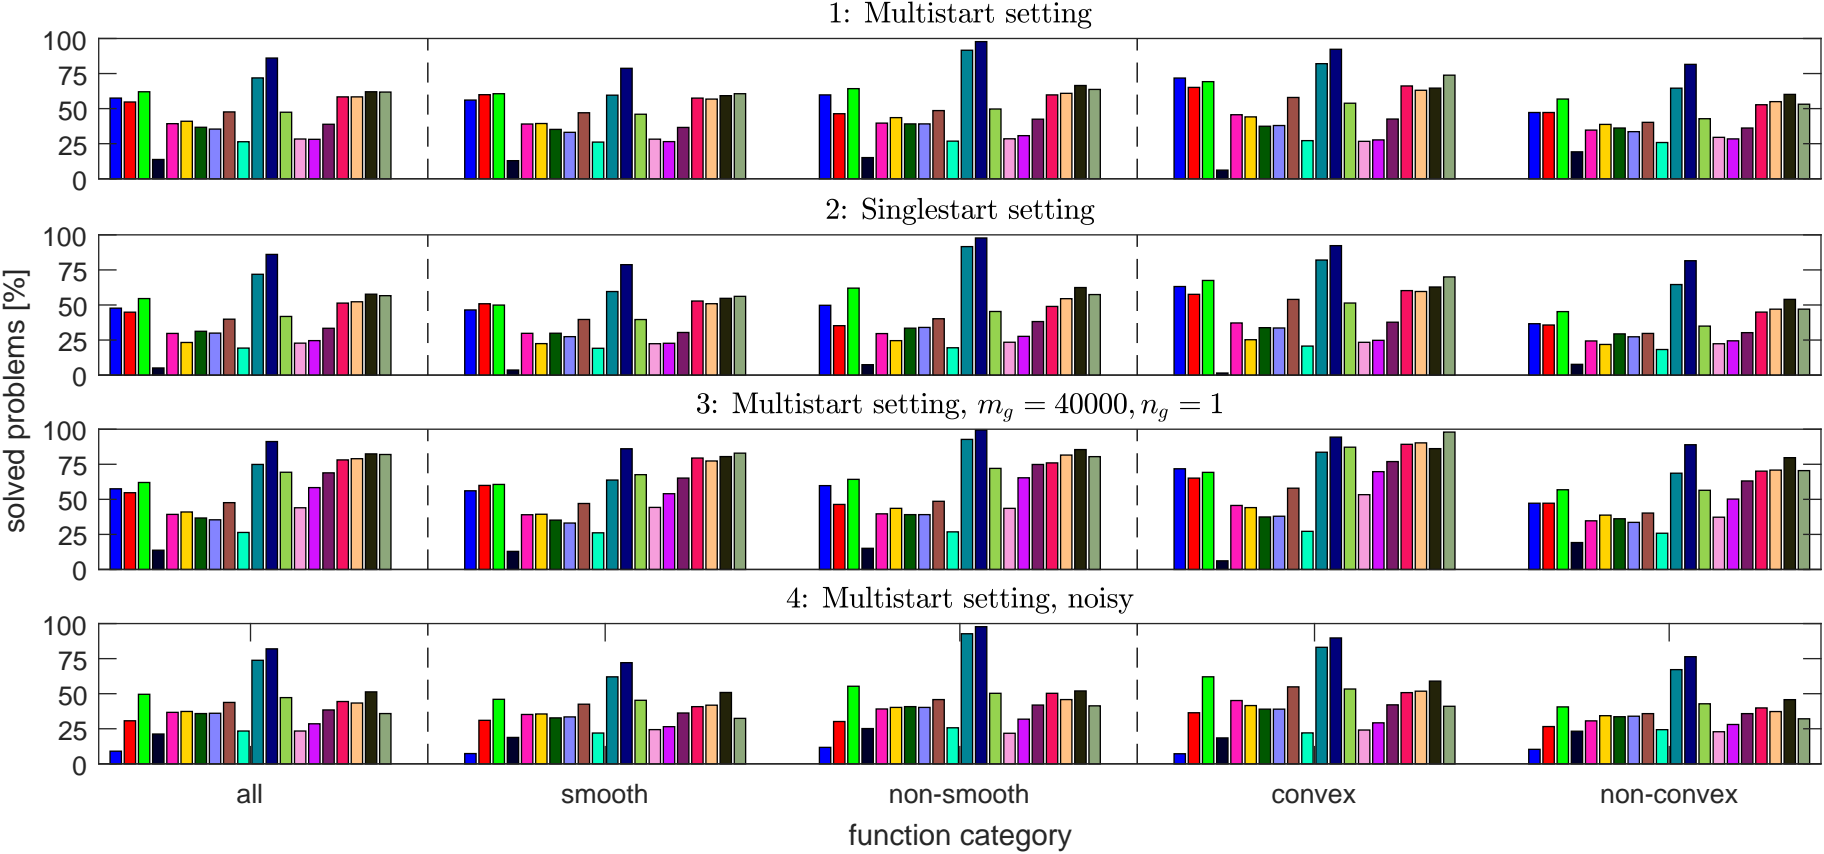 1: Multistart setting
100
75
50
25
0
2: Singlestart setting
100
75
50
25
0
3: Multistart setting, m_g = 40000, n_g = 1
100
75
50
25
0
4: Multistart setting, noisy
100
75
50
25
0
solved problems [%]
all smooth non-smooth convex non-convex
function category